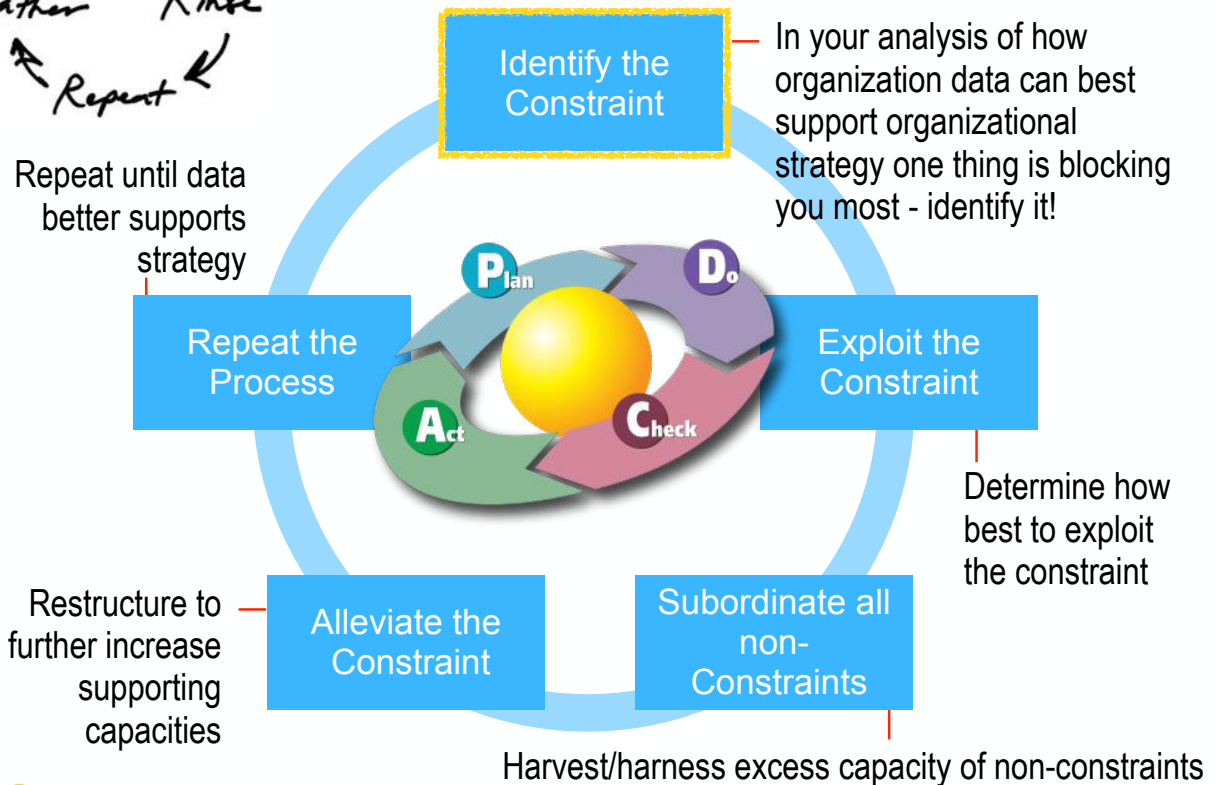 Rinse
Repeat
Identify the
Constraint
In your analysis of how
organization data can best
support organizational
strategy one thing is blocking
you most - identify it!
Repeat until data
better supports
strategy
Plan
Do
Check
Act
Repeat the
Process
Exploit the
Constraint
Determine how
best to exploit
the constraint
Restructure to
further increase
supporting
capacities
Alleviate the
Constraint
Subordinate all
non-
Constraints
Harvest/harness excess capacity of non-constraints